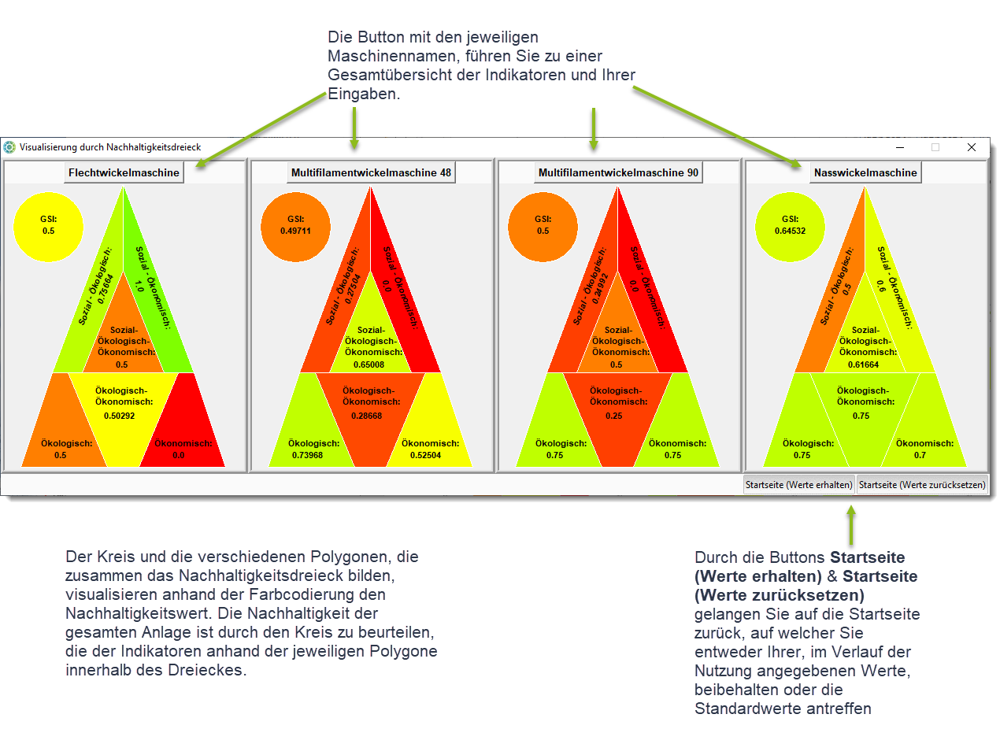 Die Button mit den jeweiligen
Maschinennamen, führen Sie zu einer
Gesamtübersicht der Indikatoren und Ihrer
Eingaben.
Visualisierung durch Nachhaltigkeitsdreieck
Flechtwickelmaschine
GSI:
0.5
Sozial - Ökologisch:
0.75664
Sozial - Ökonomisch:
1.0
Sozial-
Ökologisch-
Ökonomisch:
0.5
Ökologisch-
Ökonomisch:
0.50292
Ökologisch:
0.5
Ökonomisch:
0.0
Multifilamentwickelmaschine 48
GSI:
0.49711
Sozial - Ökologisch:
0.27504
Sozial - Ökonomisch:
0.0
Sozial-
Ökologisch-
Ökonomisch:
0.65008
Ökologisch-
Ökonomisch:
0.28668
Ökologisch:
0.73968
Ökonomisch:
0.52504
Multifilamentwickelmaschine 90
GSI:
0.5
Sozial - Ökologisch:
0.24992
Sozial - Ökonomisch:
0.0
Sozial-
Ökologisch-
Ökonomisch:
0.5
Ökologisch-
Ökonomisch:
0.25
Ökologisch:
0.75
Ökonomisch:
0.75
Nasswickelmaschine
GSI:
0.64532
Sozial - Ökologisch:
0.5
Sozial - Ökonomisch:
0.6
Sozial-
Ökologisch-
Ökonomisch:
0.61664
Ökologisch-
Ökonomisch:
0.75
Ökologisch:
0.75
Ökonomisch:
0.7
Startseite (Werte erhalten)
Startseite (Werte zurücksetzen)
Der Kreis und die verschiedenen Polygonen, die
zusammen das Nachhaltigkeitsdreieck bilden,
visualisieren anhand der Farbcodierung den
Nachhaltigkeitswert. Die Nachhaltigkeit der
gesamten Anlage ist durch den Kreis zu beurteilen,
die der Indikatoren anhand der jeweiligen Polygone
innerhalb des Dreieckes.
Durch die Buttons Startseite
(Werte erhalten) & Startseite
(Werte zurücksetzen)
gelangen Sie auf die Startseite
zurück, auf welcher Sie
entweder Ihrer, im Verlauf der
Nutzung angegebenen Werte,
beibehalten oder die
Standardwerte antreffen